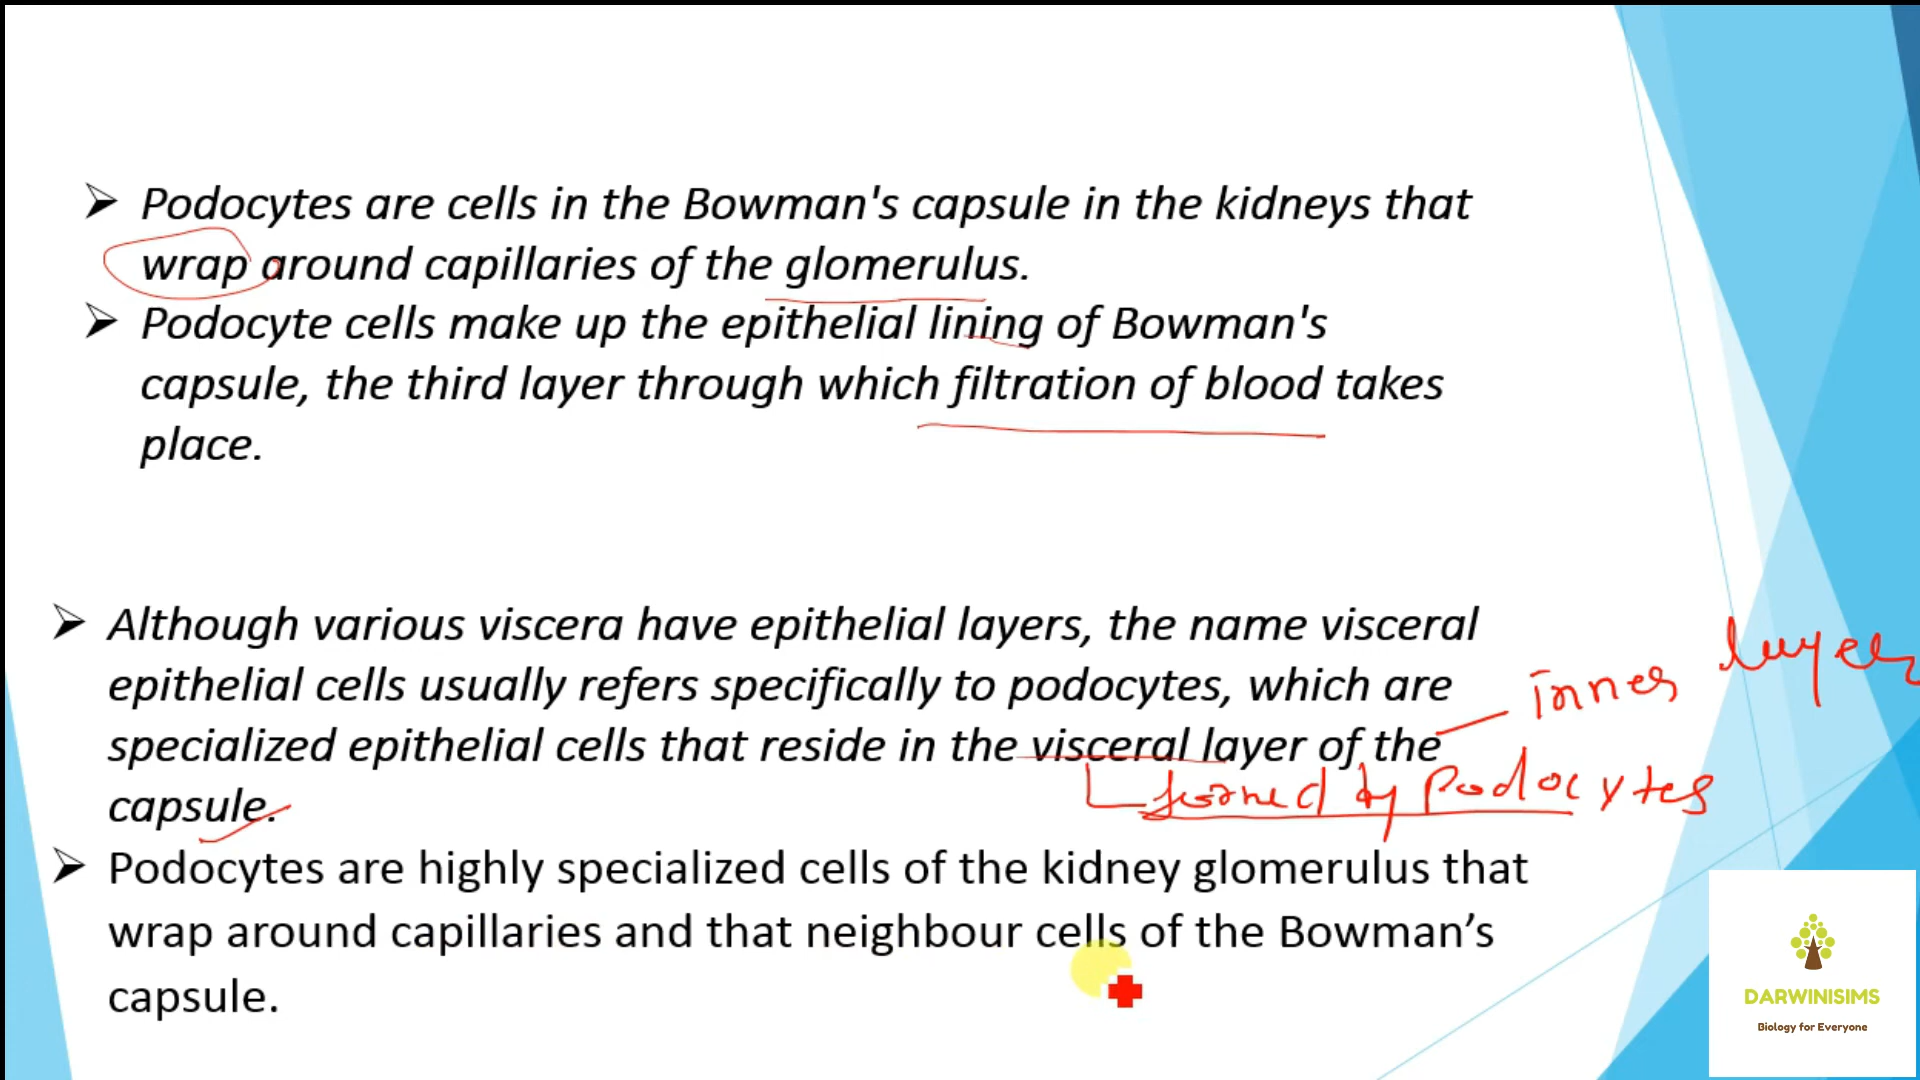 ➢ Podocytes are cells in the Bowman's capsule in the kidneys that
wrap around capillaries of the glomerulus.
➢ Podocyte cells make up the epithelial lining of Bowman's
capsule, the third layer through which filtration of blood takes
place.
➢ Although various viscera have epithelial layers, the name visceral
epithelial cells usually refers specifically to podocytes, which are
specialized epithelial cells that reside in the visceral layer of the
capsule.
inner layer
formed by Podocytes
➢ Podocytes are highly specialized cells of the kidney glomerulus that
wrap around capillaries and that neighbour cells of the Bowman’s
capsule.
DARWINISIMS
Biology for Everyone